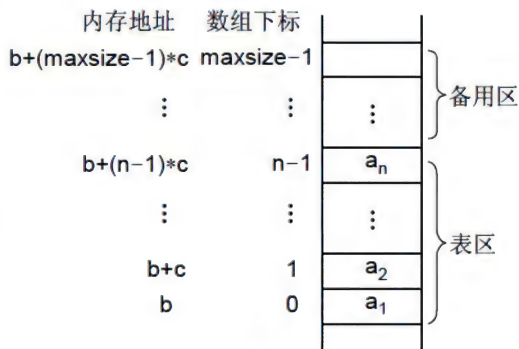 内存地址 数组下标
b+(maxsize−1)*c maxsize−1
⋮ ⋮ ⋮
备用区
b+(n−1)*c n−1 aₙ
⋮ ⋮ ⋮
表区
b+c 1 a₂
b 0 a₁